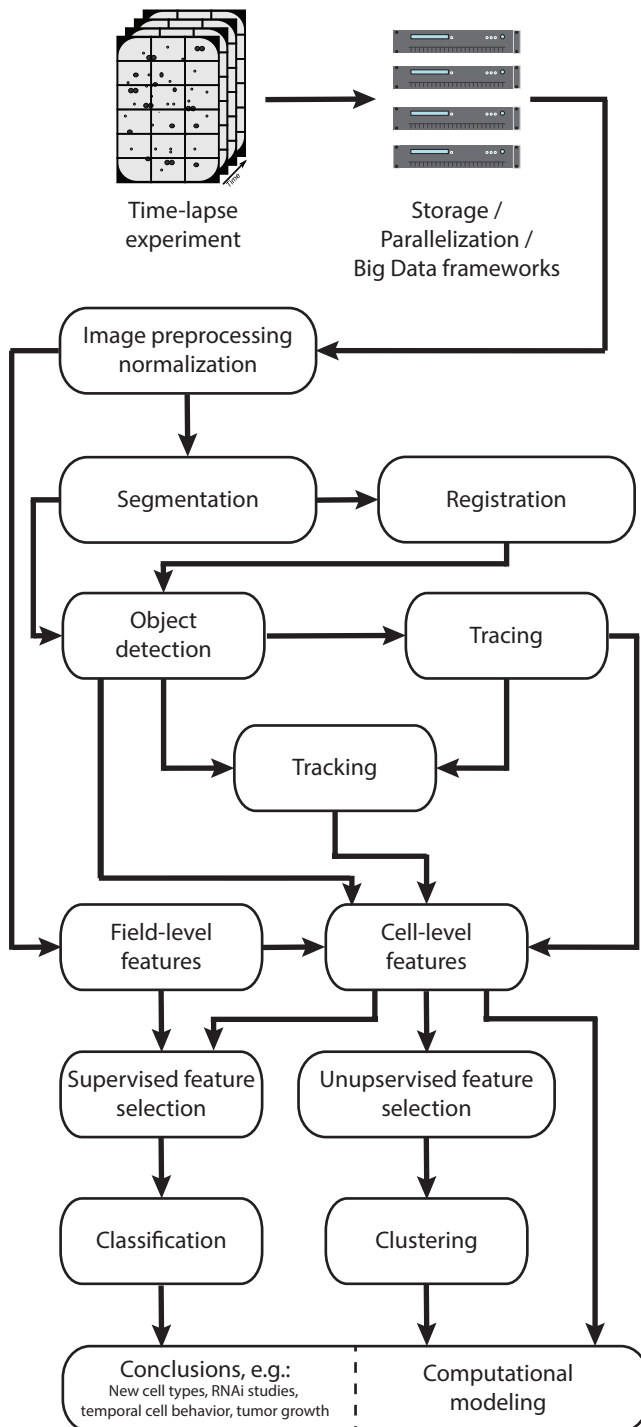 Time
Time-lapse
experiment
Storage /
Parallelization /
Big Data frameworks
Image preprocessing
normalization
Segmentation
Registration
Object
detection
Tracing
Tracking
Field-level
features
Cell-level
features
Supervised feature
selection
Unupservised feature
selection
Classification
Clustering
Conclusions, e.g.:
New cell types, RNAi studies,
temporal cell behavior, tumor growth
Computational
modeling